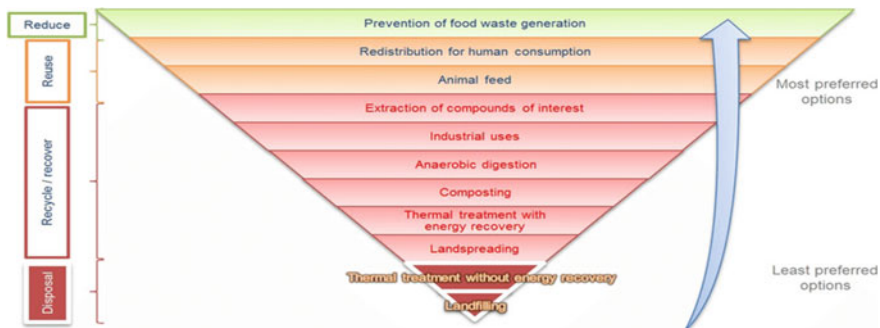 Reduce
Prevention of food waste generation
Reuse
Redistribution for human consumption
Animal feed
Most preferred
options
Recycle / recover
Extraction of compounds of interest
Industrial uses
Anaerobic digestion
Composting
Thermal treatment with
energy recovery
Landspreading
Disposal
Thermal treatment without energy recovery
Landfilling
Least preferred
options